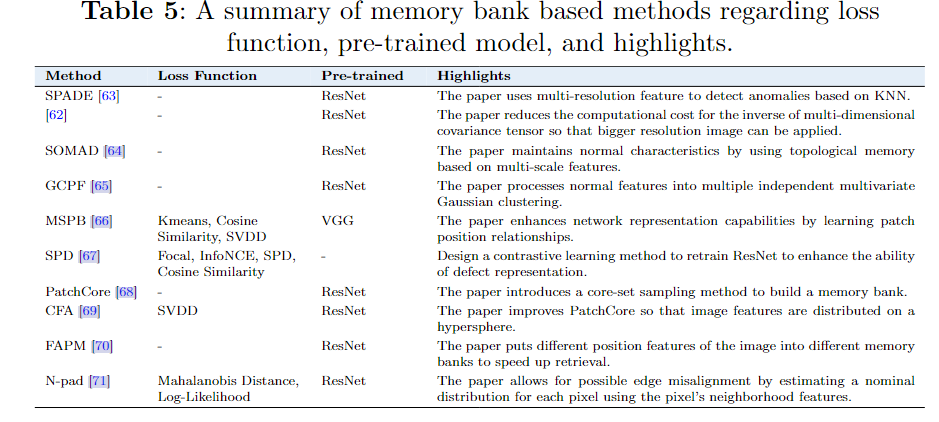 Table 5: A summary of memory bank based methods regarding loss
function, pre-trained model, and highlights.
Method Loss Function Pre-trained Highlights
SPADE [63] - ResNet The paper uses multi-resolution feature to detect anomalies based on KNN.
[62] - ResNet The paper reduces the computational cost for the inverse of multi-dimensional
covariance tensor so that bigger resolution image can be applied.
SOMAD [64] - ResNet The paper maintains normal characteristics by using topological memory
based on multi-scale features.
GCPF [65] - ResNet The paper processes normal features into multiple independent multivariate
Gaussian clustering.
MSPB [66] Kmeans, Cosine VGG The paper enhances network representation capabilities by learning patch
Similarity, SVDD position relationships.
SPD [67] Focal, InfoNCE, SPD, - Design a contrastive learning method to retrain ResNet to enhance the ability
Cosine Similarity of defect representation.
PatchCore [68] - ResNet The paper introduces a core-set sampling method to build a memory bank.
CFA [69] SVDD ResNet The paper improves PatchCore so that image features are distributed on a
hypersphere.
FAPM [70] - ResNet The paper puts different position features of the image into different memory
banks to speed up retrieval.
N-pad [71] Mahalanobis Distance, ResNet The paper allows for possible edge misalignment by estimating a nominal
Log-Likelihood distribution for each pixel using the pixel's neighborhood features.